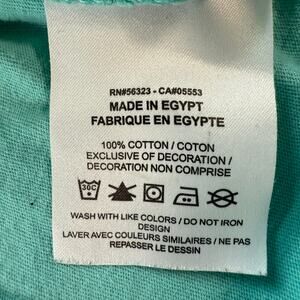 RN#56323 - CA#05553
MADE IN EGYPT
FABRIQUE EN EGYPTE
100% COTTON / COTON
EXCLUSIVE OF DECORATION /
DECORATION NON COMPRISE
30C
WASH WITH LIKE COLORS / DO NOT IRON
DESIGN
LAVER AVEC COULEURS SIMILAIRES / NE PAS
REPASSER LE DESSIN